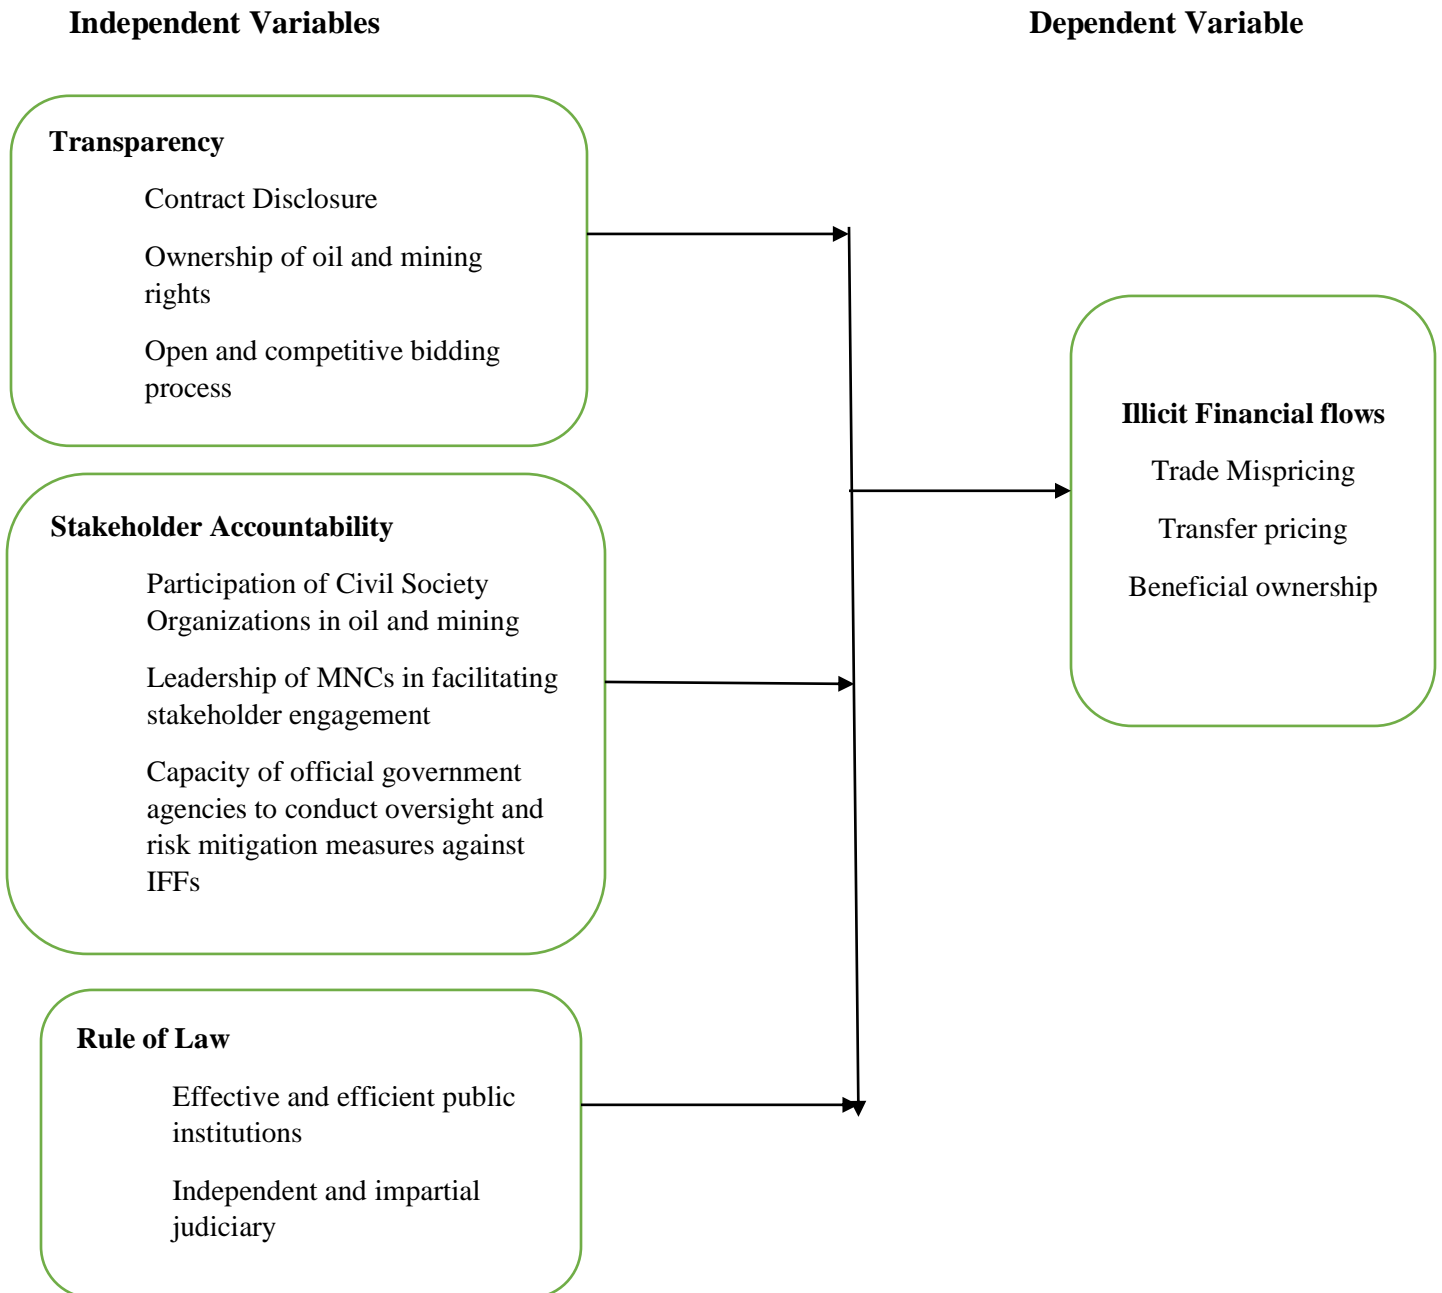 Independent Variables
Dependent Variable
Transparency
Contract Disclosure
Ownership of oil and mining
rights
Open and competitive bidding
process
Stakeholder Accountability
Participation of Civil Society
Organizations in oil and mining
Leadership of MNCs in facilitating
stakeholder engagement
Capacity of official government
agencies to conduct oversight and
risk mitigation measures against
IFFs
Rule of Law
Effective and efficient public
institutions
Independent and impartial
judiciary
Illicit Financial flows
Trade Mispricing
Transfer pricing
Beneficial ownership